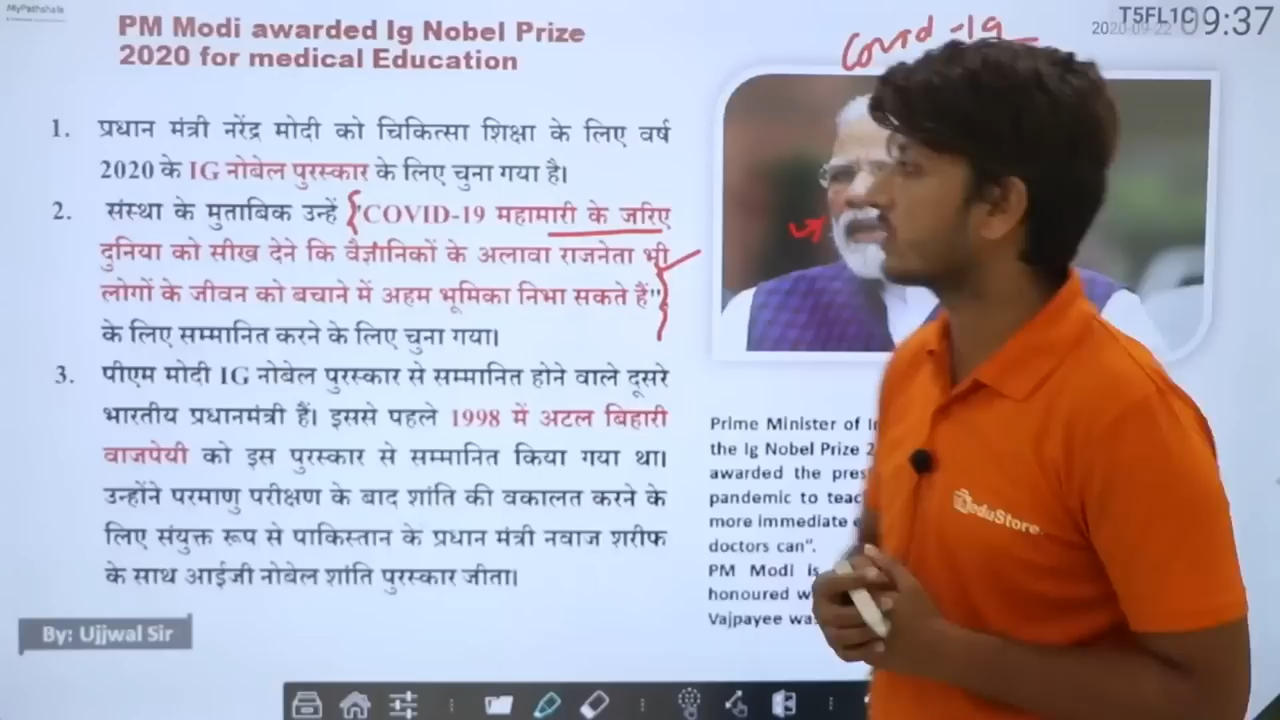 MyPathshala
T5FL1C
09:37
2020-09-22
PM Modi awarded Ig Nobel Prize
2020 for medical Education
Covid -19
1. प्रधान मंत्री नरेंद्र मोदी को चिकित्सा शिक्षा के लिए वर्ष
2020 के IG नोबेल पुरस्कार के लिए चुना गया है।
2. संस्था के मुताबिक उन्हें "COVID-19 महामारी के जरिए
दुनिया को सीख देने कि वैज्ञानिकों के अलावा राजनेता भी
लोगों के जीवन को बचाने में अहम भूमिका निभा सकते हैं"
के लिए सम्मानित करने के लिए चुना गया।
3. पीएम मोदी IG नोबेल पुरस्कार से सम्मानित होने वाले दूसरे
भारतीय प्रधानमंत्री हैं। इससे पहले 1998 में अटल बिहारी
वाजपेयी को इस पुरस्कार से सम्मानित किया गया था।
उन्होंने परमाणु परीक्षण के बाद शांति की वकालत करने के
लिए संयुक्त रूप से पाकिस्तान के प्रधान मंत्री नवाज शरीफ
के साथ आईजी नोबेल शांति पुरस्कार जीता।
Prime Minister of
the Ig Nobel Prize
awarded the
pandemic to
more immediate
doctors can".
PM Modi is
honoured
Vajpayee
eduStore.
By: Ujjwal Sir